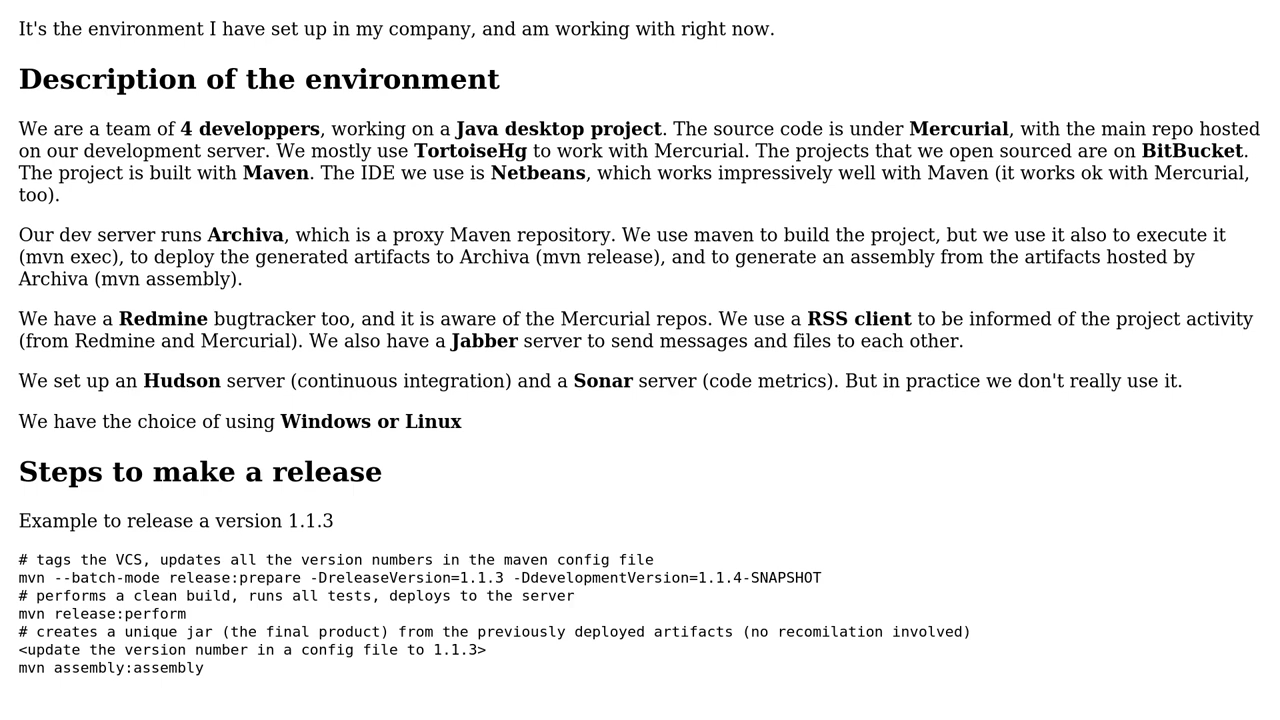 It's the environment I have set up in my company, and am working with right now.
Description of the environment
We are a team of 4 developpers, working on a Java desktop project. The source code is under Mercurial, with the main repo hosted
on our development server. We mostly use TortoiseHg to work with Mercurial. The projects that we open sourced are on BitBucket.
The project is built with Maven. The IDE we use is Netbeans, which works impressively well with Maven (it works ok with Mercurial,
too).
Our dev server runs Archiva, which is a proxy Maven repository. We use maven to build the project, but we use it also to execute it
(mvn exec), to deploy the generated artifacts to Archiva (mvn release), and to generate an assembly from the artifacts hosted by
Archiva (mvn assembly).
We have a Redmine bugtracker too, and it is aware of the Mercurial repos. We use a RSS client to be informed of the project activity
(from Redmine and Mercurial). We also have a Jabber server to send messages and files to each other.
We set up an Hudson server (continuous integration) and a Sonar server (code metrics). But in practice we don't really use it.
We have the choice of using Windows or Linux
Steps to make a release
Example to release a version 1.1.3
# tags the VCS, updates all the version numbers in the maven config file
mvn --batch-mode release:prepare -DreleaseVersion=1.1.3 -DdevelopmentVersion=1.1.4-SNAPSHOT
# performs a clean build, runs all tests, deploys to the server
mvn release:perform
# creates a unique jar (the final product) from the previously deployed artifacts (no recomilation involved)
<update the version number in a config file to 1.1.3>
mvn assembly:assembly